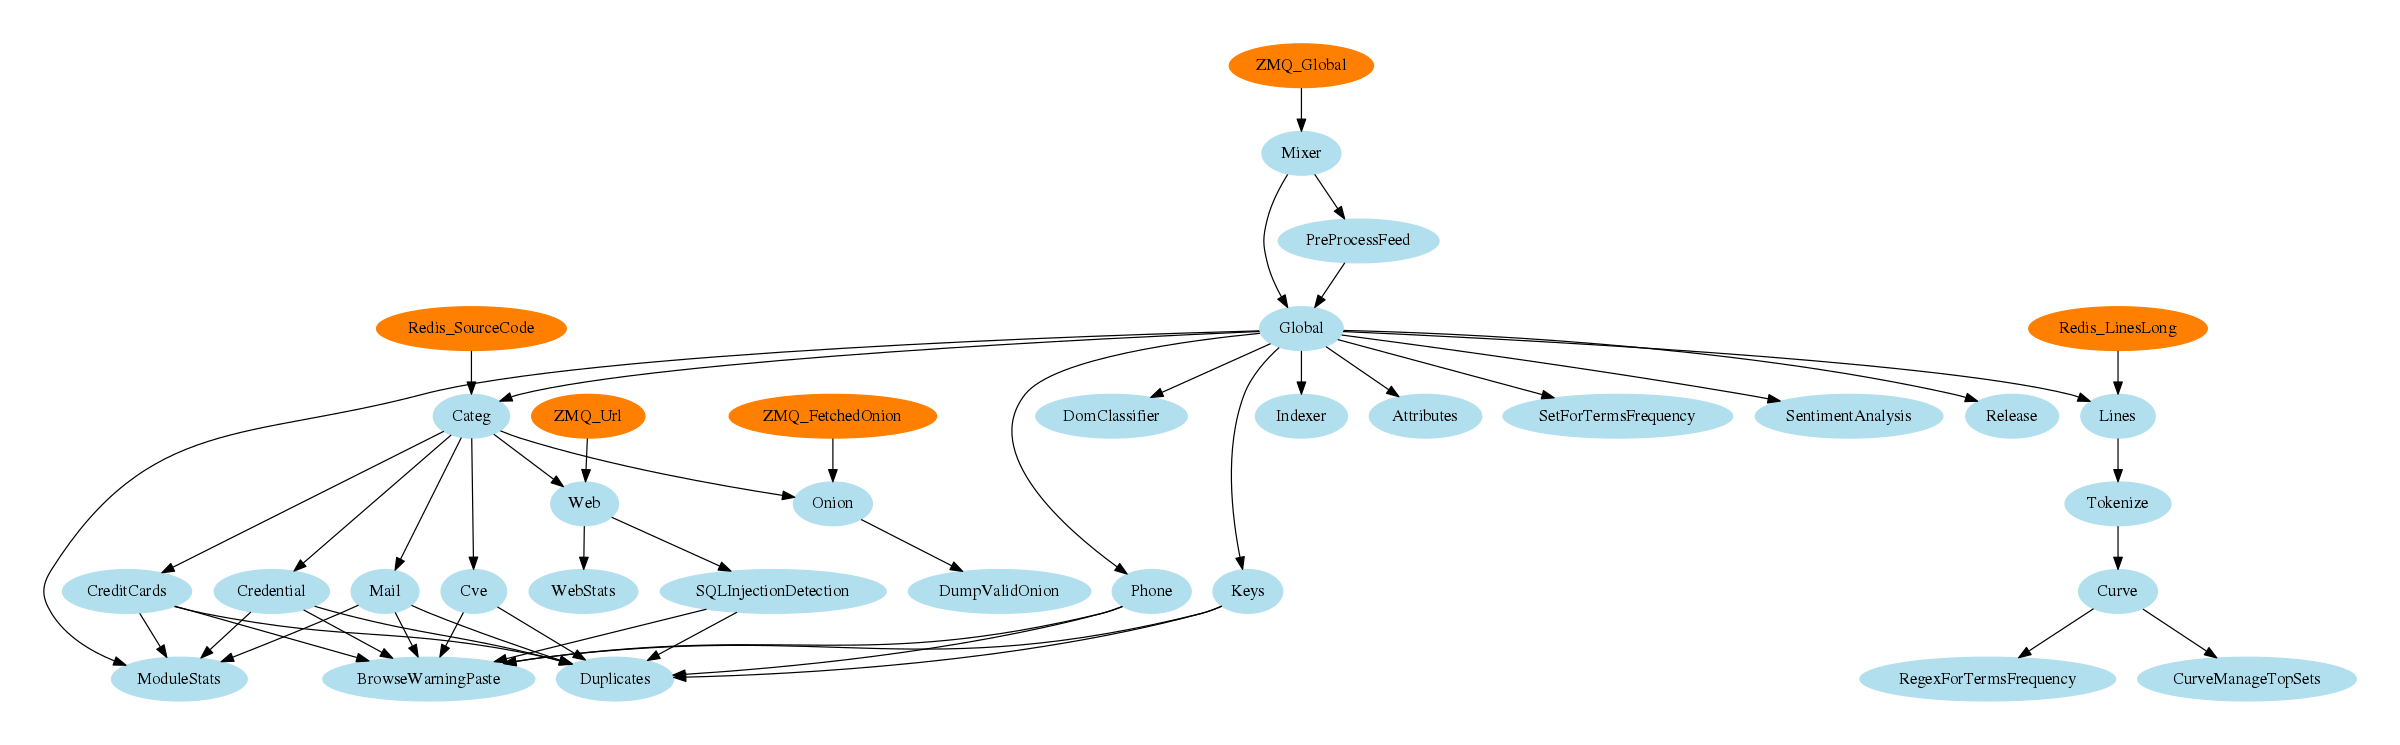 ZMQ_Global
Mixer
PreProcessFeed
Redis_SourceCode
Global
Redis_LinesLong
Categ
ZMQ_Url
ZMQ_FetchedOnion
DomClassifier
Indexer
Attributes
SetForTermsFrequency
SentimentAnalysis
Release
Lines
Web
Onion
Tokenize
CreditCards
Credential
Mail
Cve
WebStats
SQLInjectionDetection
DumpValidOnion
Phone
Keys
Curve
ModuleStats
BrowseWarningPaste
Duplicates
RegexForTermsFrequency
CurveManageTopSets